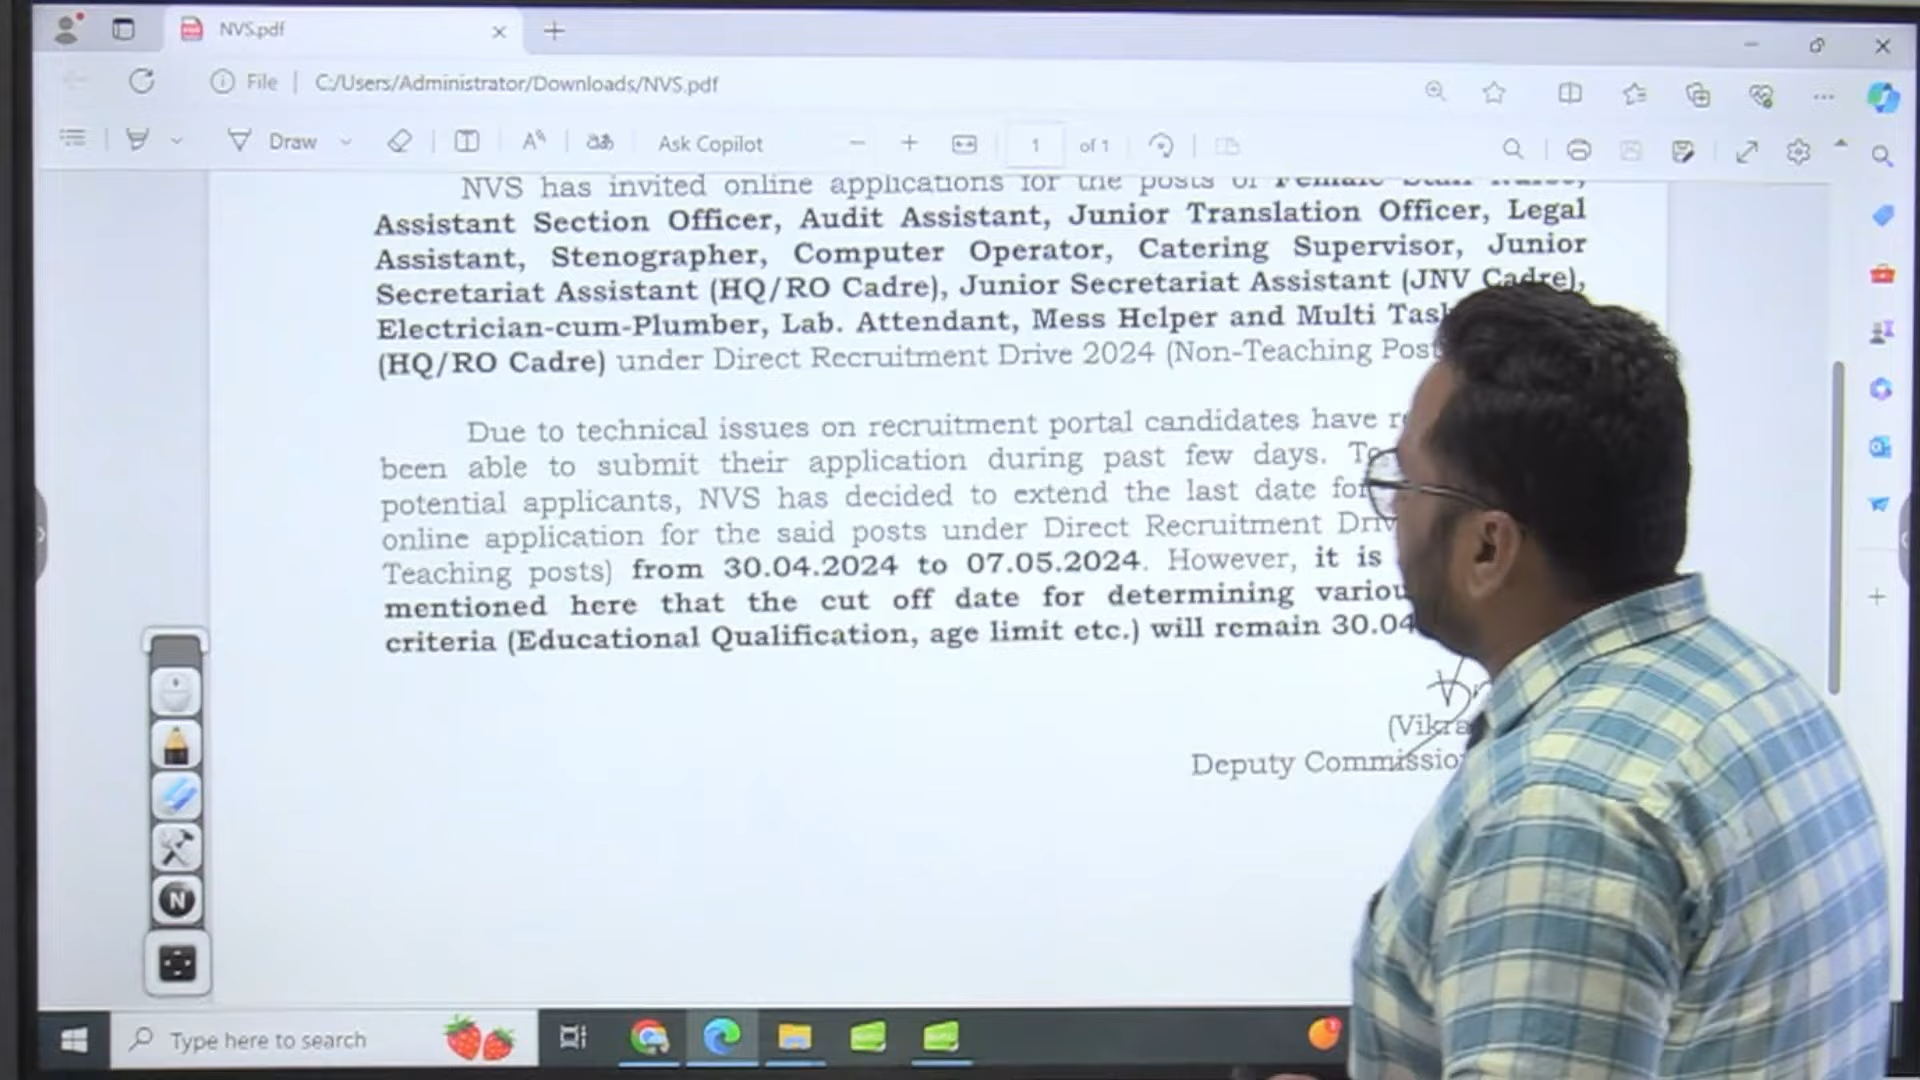 NVS.pdf
File
C:/Users/Administrator/Downloads/NVS.pdf
Draw
Ask Copilot
1 of 1
NVS has invited online applications for the posts of Female Staff Nurse,
Assistant Section Officer, Audit Assistant, Junior Translation Officer, Legal
Assistant, Stenographer, Computer Operator, Catering Supervisor, Junior
Secretariat Assistant (HQ/RO Cadre), Junior Secretariat Assistant (JNV Cadre),
Electrician-cum-Plumber, Lab. Attendant, Mess Helper and Multi Tas
(HQ/RO Cadre) under Direct Recruitment Drive 2024 (Non-Teaching Post
Due to technical issues on recruitment portal candidates have
been able to submit their application during past few days.
potential applicants, NVS has decided to extend the last date for
online application for the said posts under Direct Recruitment Driv
Teaching posts) from 30.04.2024 to 07.05.2024. However, it is
mentioned here that the cut off date for determining variou
criteria (Educational Qualification, age limit etc.) will remain 30.04
(Vikra
Deputy Commissio
N
Type here to search